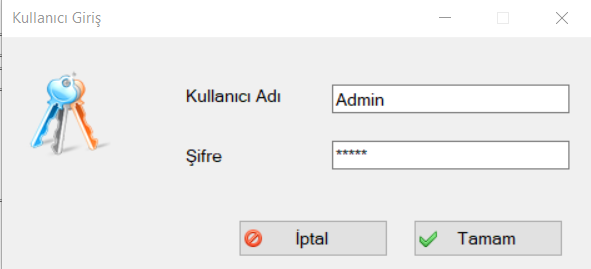 Kullanıcı Giriş
Kullanıcı Adı
Admin
Şifre
*****
İptal
Tamam